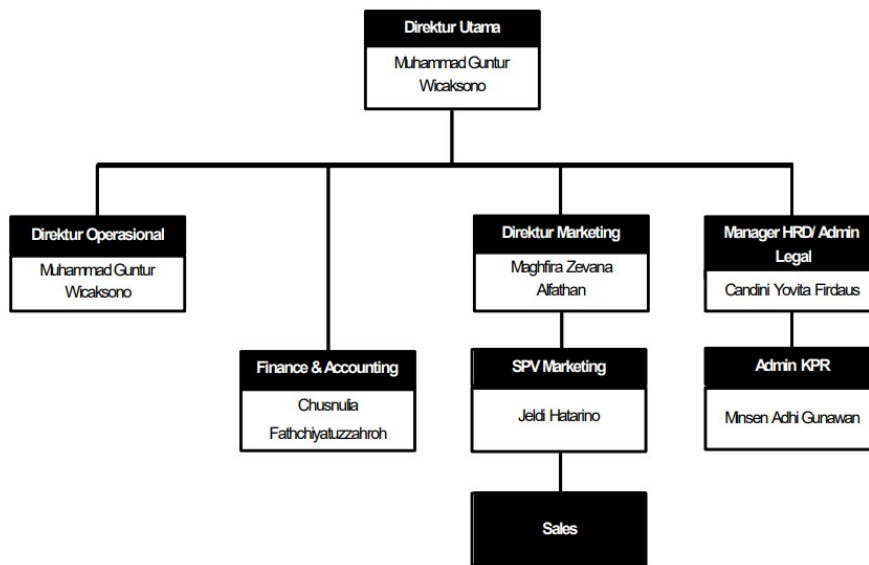 Direktur Utama
Muhammad Guntur
Wicaksono
Direktur Operasional
Muhammad Guntur
Wicaksono
Direktur Marketing
Maghfira Zevana
Alfathan
Manager HRD/ Admin
Legal
Candini Yovita Firdaus
Finance & Accounting
Chusnulia
Fathchiyatuzzahroh
SPV Marketing
Jeldi Hatarino
Admin KPR
Minsen Adhi Gunawan
Sales